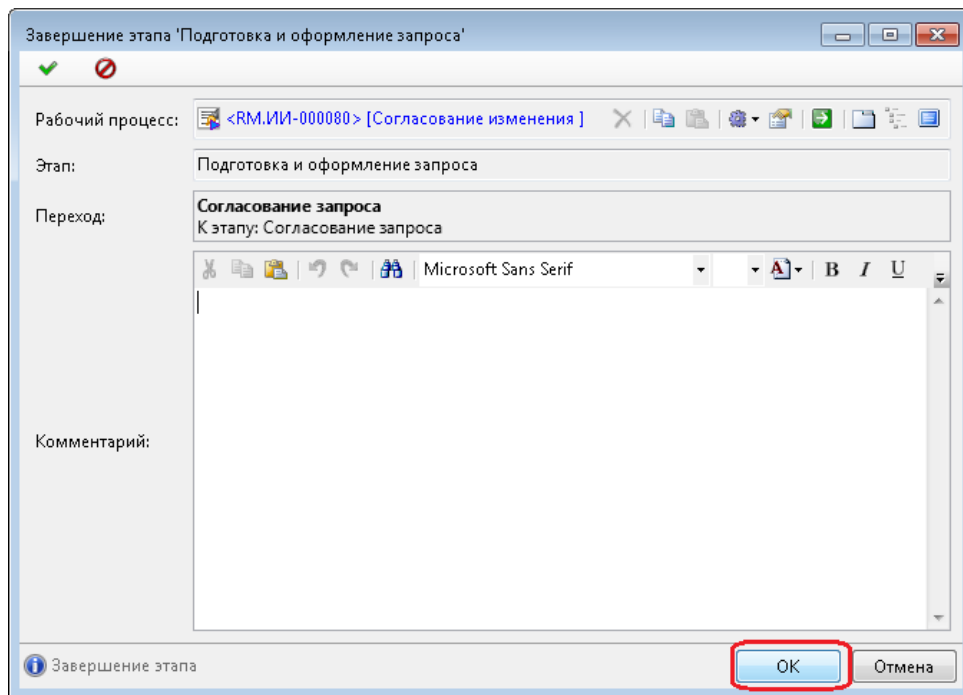 Завершение этапа 'Подготовка и оформление запроса'
Рабочий процесс: <RM.ИИ-000080> [Согласование изменения ]
Этап: Подготовка и оформление запроса
Переход: Согласование запроса
К этапу: Согласование запроса
Microsoft Sans Serif A B I U
Комментарий:
Завершение этапа OK Отмена